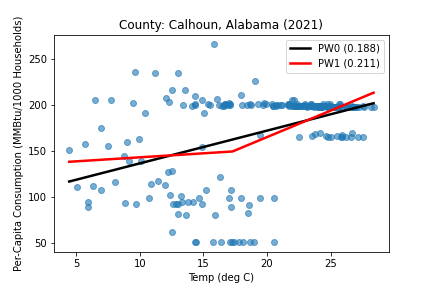 County: Calhoun, Alabama (2021)
PW0 (0.188)
PW1 (0.211)
Per-Capita Consumption (MMBtu/1000 Households)
250
200
150
100
50
5 10 15 20 25
Temp (deg C)